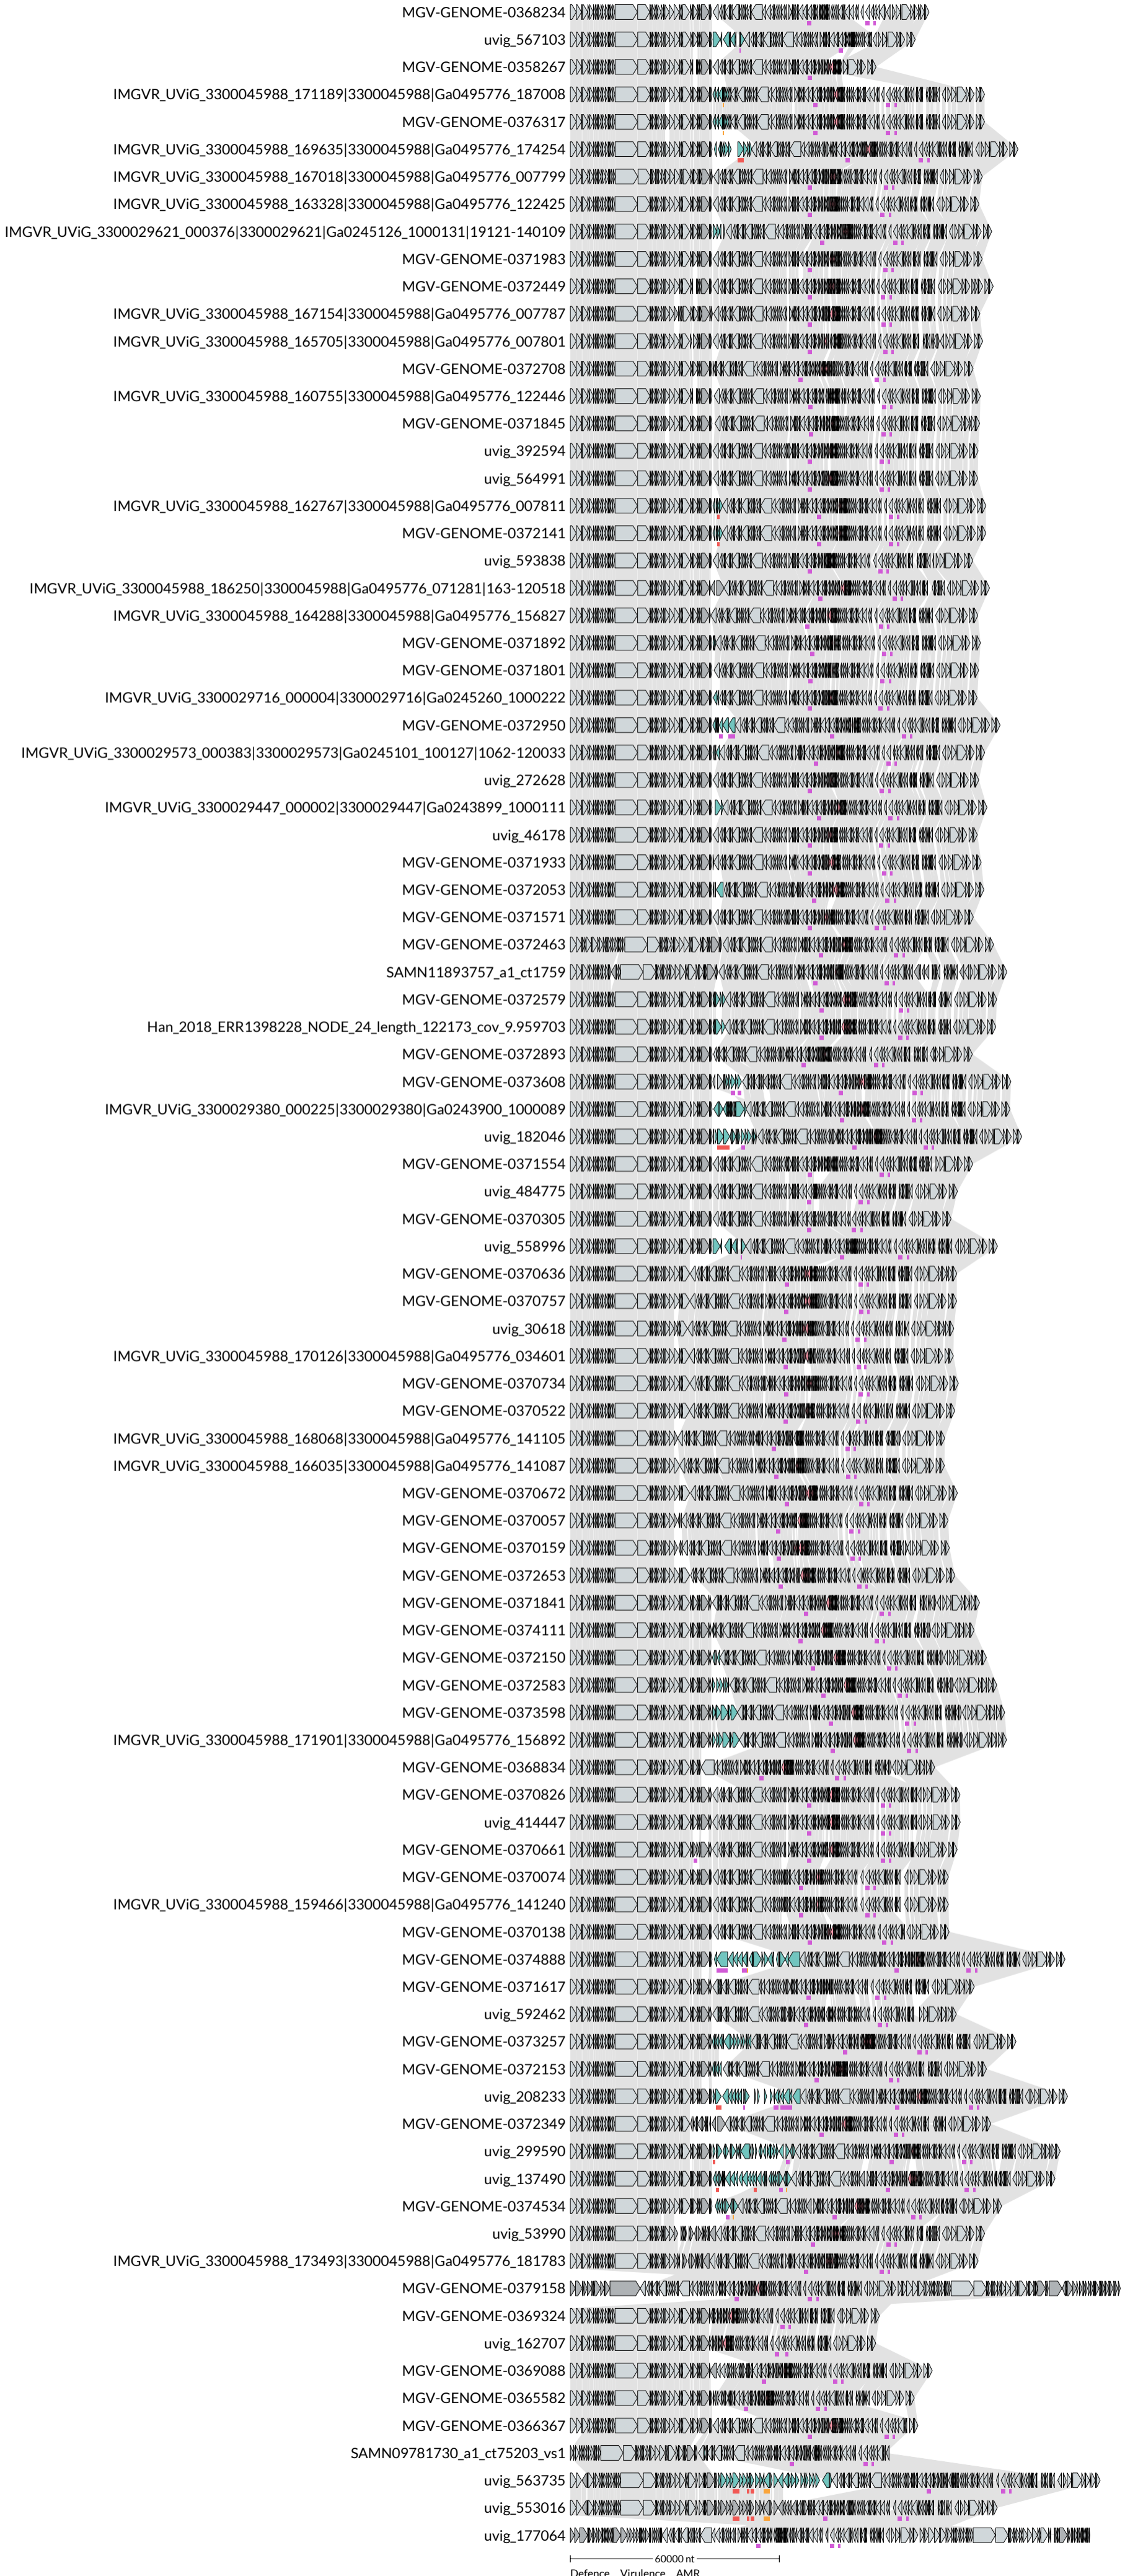 MGV-GENOME-0368234
uvig_567103
MGV-GENOME-0358267
IMGVR_UViG_3300045988_171189|3300045988|Ga0495776_187008
MGV-GENOME-0376317
IMGVR_UViG_3300045988_169635|3300045988|Ga0495776_174254
IMGVR_UViG_3300045988_167018|3300045988|Ga0495776_007799
IMGVR_UViG_3300045988_163328|3300045988|Ga0495776_122425
IMGVR_UViG_3300029621_000376|3300029621|Ga0245126_1000131|19121-140109
MGV-GENOME-0371983
MGV-GENOME-0372449
IMGVR_UViG_3300045988_167154|3300045988|Ga0495776_007787
IMGVR_UViG_3300045988_165705|3300045988|Ga0495776_007801
MGV-GENOME-0372708
IMGVR_UViG_3300045988_160755|3300045988|Ga0495776_122446
MGV-GENOME-0371845
uvig_392594
uvig_564991
IMGVR_UViG_3300045988_162767|3300045988|Ga0495776_007811
MGV-GENOME-0372141
uvig_593838
IMGVR_UViG_3300045988_186250|3300045988|Ga0495776_071281|163-120518
IMGVR_UViG_3300045988_164288|3300045988|Ga0495776_156827
MGV-GENOME-0371892
MGV-GENOME-0371801
IMGVR_UViG_3300029716_000004|3300029716|Ga0245260_1000222
MGV-GENOME-0372950
IMGVR_UViG_3300029573_000383|3300029573|Ga0245101_100127|1062-120033
uvig_272628
IMGVR_UViG_3300029447_000002|3300029447|Ga0243899_1000111
uvig_46178
MGV-GENOME-0371933
MGV-GENOME-0372053
MGV-GENOME-0371571
MGV-GENOME-0372463
SAMN11893757_a1_ct1759
MGV-GENOME-0372579
Han_2018_ERR1398228_NODE_24_length_122173_cov_9.959703
MGV-GENOME-0372893
MGV-GENOME-0373608
IMGVR_UViG_3300029380_000225|3300029380|Ga0243900_1000089
uvig_182046
MGV-GENOME-0371554
uvig_484775
MGV-GENOME-0370305
uvig_558996
MGV-GENOME-0370636
MGV-GENOME-0370757
uvig_30618
IMGVR_UViG_3300045988_170126|3300045988|Ga0495776_034601
MGV-GENOME-0370734
MGV-GENOME-0370522
IMGVR_UViG_3300045988_168068|3300045988|Ga0495776_141105
IMGVR_UViG_3300045988_166035|3300045988|Ga0495776_141087
MGV-GENOME-0370672
MGV-GENOME-0370057
MGV-GENOME-0370159
MGV-GENOME-0372653
MGV-GENOME-0371841
MGV-GENOME-0374111
MGV-GENOME-0372150
MGV-GENOME-0372583
MGV-GENOME-0373598
IMGVR_UViG_3300045988_171901|3300045988|Ga0495776_156892
MGV-GENOME-0368834
MGV-GENOME-0370826
uvig_414447
MGV-GENOME-0370661
MGV-GENOME-0370074
IMGVR_UViG_3300045988_159466|3300045988|Ga0495776_141240
MGV-GENOME-0370138
MGV-GENOME-0374888
MGV-GENOME-0371617
uvig_592462
MGV-GENOME-0373257
MGV-GENOME-0372153
uvig_208233
MGV-GENOME-0372349
uvig_299590
uvig_137490
MGV-GENOME-0374534
uvig_53990
IMGVR_UViG_3300045988_173493|3300045988|Ga0495776_181783
MGV-GENOME-0379158
MGV-GENOME-0369324
uvig_162707
MGV-GENOME-0369088
MGV-GENOME-0365582
MGV-GENOME-0366367
SAMN09781730_a1_ct75203_vs1
uvig_563735
uvig_553016
uvig_177064
60000 nt
Defence Virulence AMR